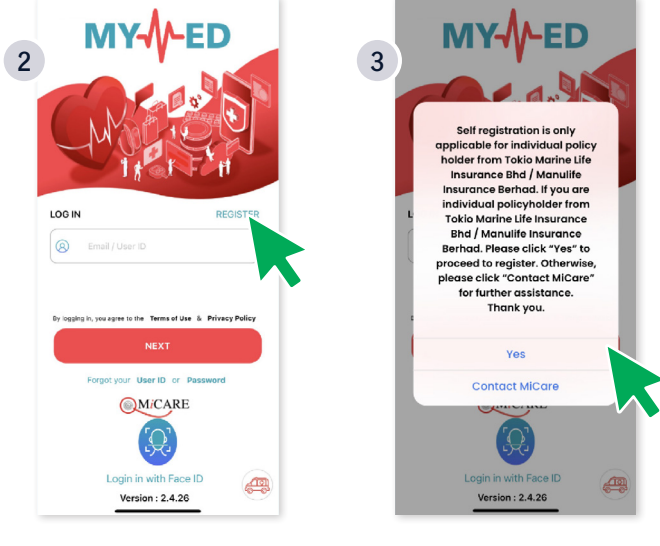 2
MY ED
LOG IN
REGISTER
Email / User ID
By logging in, you agree to the Terms of Use & Privacy Policy
NEXT
Forgot your User ID or Password
MiCARE
Login in with Face ID
Version : 2.4.26
3
MY ED
Self registration is only
applicable for individual policy
holder from Tokio Marine Life
Insurance Bhd / Manulife
Insurance Berhad. If you are
individual policyholder from
Tokio Marine Life Insurance
Bhd / Manulife Insurance
Berhad. Please click “Yes” to
proceed to register. Otherwise,
please click “Contact MiCare”
for further assistance.
Thank you.
Yes
Contact MiCare
MiCARE
Login in with Face ID
Version : 2.4.26